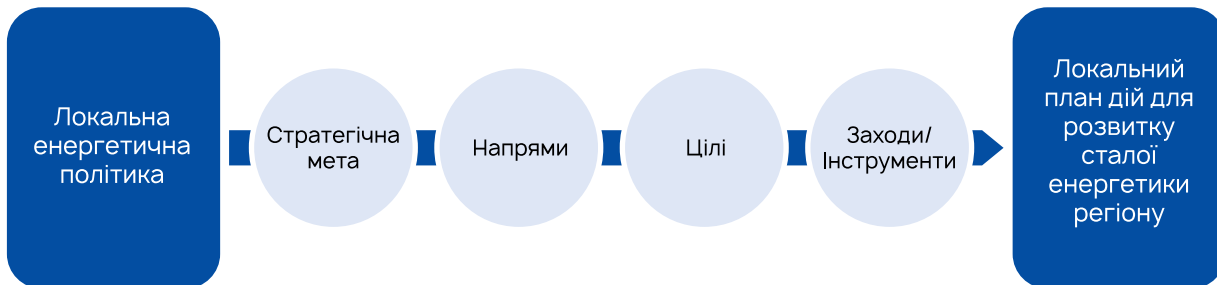 Локальна
енергетична
політика
Стратегічна
мета
Напрями
Цілі
Заходи/
Інструменти
Локальний
план дій для
розвитку
сталої
енергетики
регіону